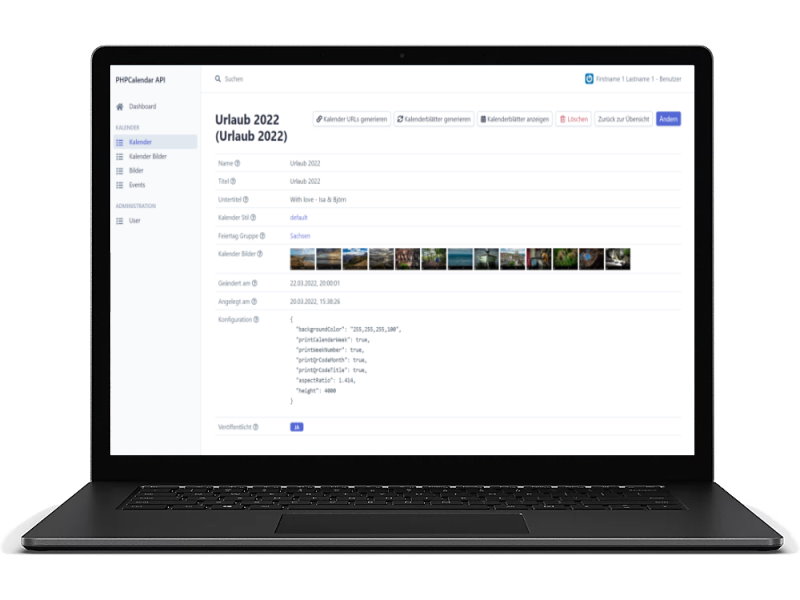 PHPCalendar API
Suchen
Firstname 1 Lastname 1 - Benutzer
Dashboard
KALENDER
Kalender
Kalender Bilder
Bilder
Events
ADMINISTRATION
User
Urlaub 2022
(Urlaub 2022)
Kalender URLs generieren
Kalenderblätter generieren
Kalenderblätter anzeigen
Löschen
Zurück zur Übersicht
Ändern
Name Urlaub 2022
Titel Urlaub 2022
Untertitel With love - Isa & Björn
Kalender Stil default
Feiertag Gruppe Sachsen
Kalender Bilder
Geändert am 22.03.2022, 20:00:01
Angelegt am 20.03.2022, 15:38:26
Konfiguration {
"backgroundColor": "255,255,255,100",
"printCalendarWeek": true,
"printWeekNumber": true,
"printQrCodeMonth": true,
"printQrCodeTitle": true,
"aspectRatio": 1.414,
"height": 4000
}
Veröffentlicht JA